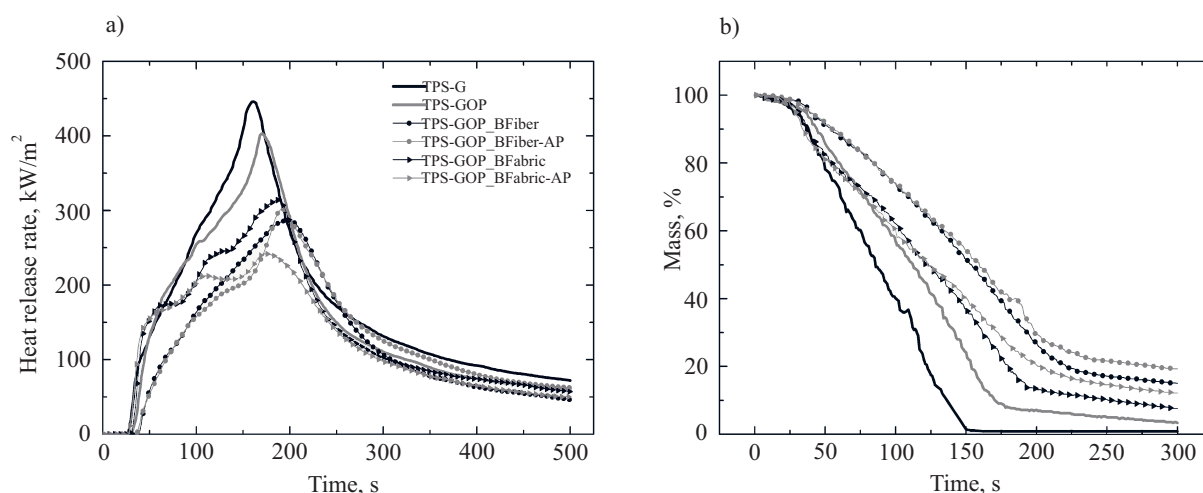 a)
500
400
300
200
100
0
0 100 200 300 400 500
Heat release rate, kW/m²
Time, s
TPS-G
TPS-GOP
TPS-GOP_BFiber
TPS-GOP_BFiber-AP
TPS-GOP_BFabric
TPS-GOP_BFabric-AP
b)
100
80
60
40
20
0
0 50 100 150 200 250 300
Mass, %
Time, s